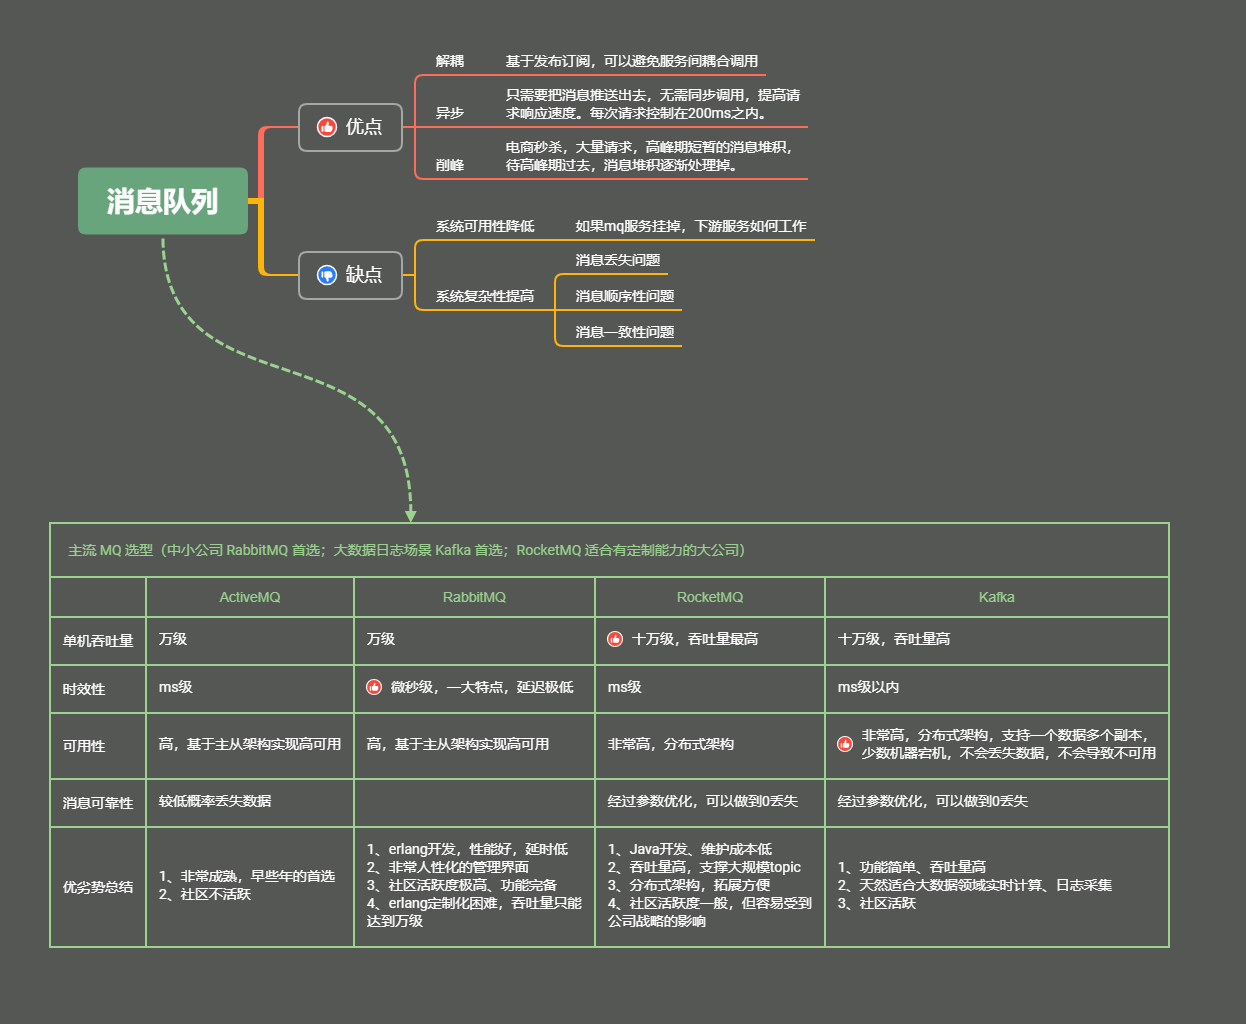 消息队列
优点
解耦
基于发布订阅，可以避免服务间耦合调用
异步
只需要把消息推送出去，无需同步调用，提高请
求响应速度。每次请求控制在200ms之内。
削峰
电商秒杀，大量请求，高峰期短暂的消息堆积，
待高峰期过去，消息堆积逐渐处理掉。
缺点
系统可用性降低
如果mq服务挂掉，下游服务如何工作
系统复杂性提高
消息丢失问题
消息顺序性问题
消息一致性问题
主流 MQ 选型（中小公司 RabbitMQ 首选；大数据日志场景 Kafka 首选；RocketMQ 适合有定制能力的大公司）
ActiveMQ
RabbitMQ
RocketMQ
Kafka
单机吞吐量
万级
万级
十万级，吞吐量最高
十万级，吞吐量高
时效性
ms级
微秒级，一大特点，延迟极低
ms级
ms级以内
可用性
高，基于主从架构实现高可用
高，基于主从架构实现高可用
非常高，分布式架构
非常高，分布式架构，支持一个数据多个副本，
少数机器宕机，不会丢失数据，不会导致不可用
消息可靠性
较低概率丢失数据
经过参数优化，可以做到0丢失
经过参数优化，可以做到0丢失
优劣势总结
1、非常成熟，早些年的首选
2、社区不活跃
1、erlang开发，性能好，延时低
2、非常人性化的管理界面
3、社区活跃度极高、功能完备
4、erlang定制化困难，吞吐量只能
达到万级
1、Java开发、维护成本低
2、吞吐量高，支撑大规模topic
3、分布式架构，拓展方便
4、社区活跃度一般，但容易受到
公司战略的影响
1、功能简单、吞吐量高
2、天然适合大数据领域实时计算、日志采集
3、社区活跃